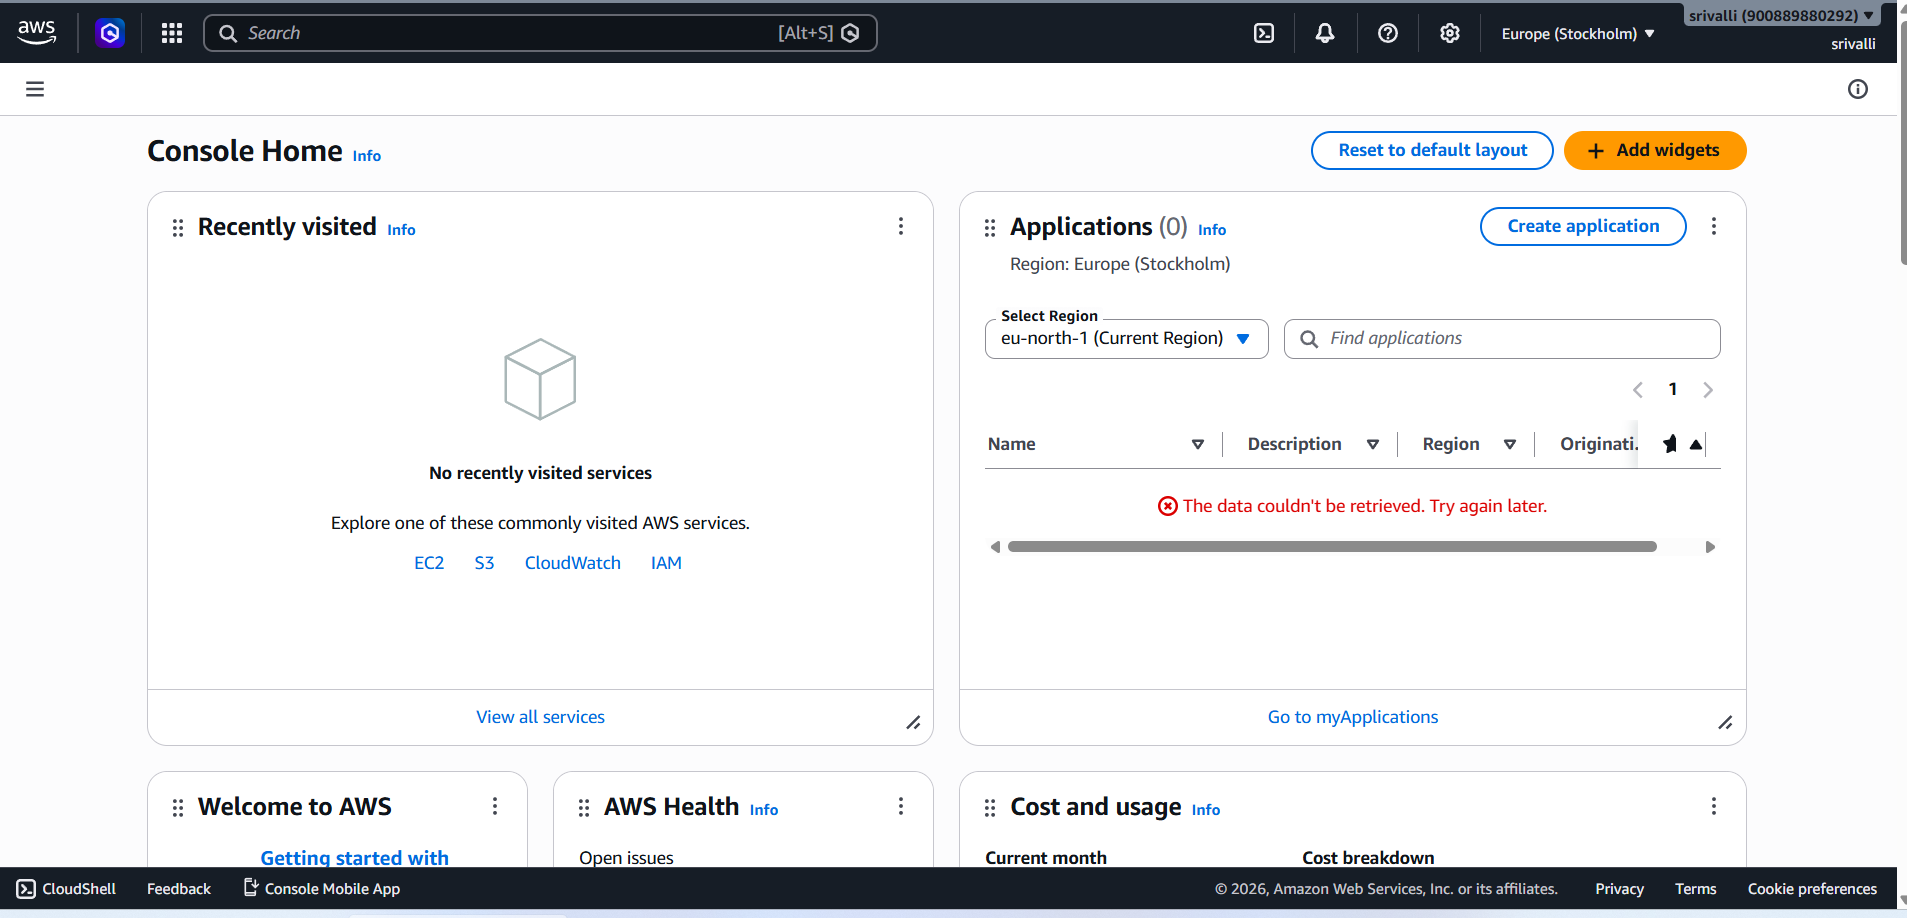 aws
Search [Alt+S]
Europe (Stockholm)
srivalli (900889880292)
srivalli
Console Home Info
Reset to default layout
Add widgets
Recently visited Info
No recently visited services
Explore one of these commonly visited AWS services.
EC2 S3 CloudWatch IAM
View all services
Applications (0) Info
Create application
Region: Europe (Stockholm)
Select Region
eu-north-1 (Current Region)
Find applications
1
Name Description Region Originati.
The data couldn't be retrieved. Try again later.
Go to myApplications
Welcome to AWS
Getting started with
AWS Health Info
Open issues
Cost and usage Info
Current month Cost breakdown
CloudShell Feedback Console Mobile App © 2026, Amazon Web Services, Inc. or its affiliates. Privacy Terms Cookie preferences